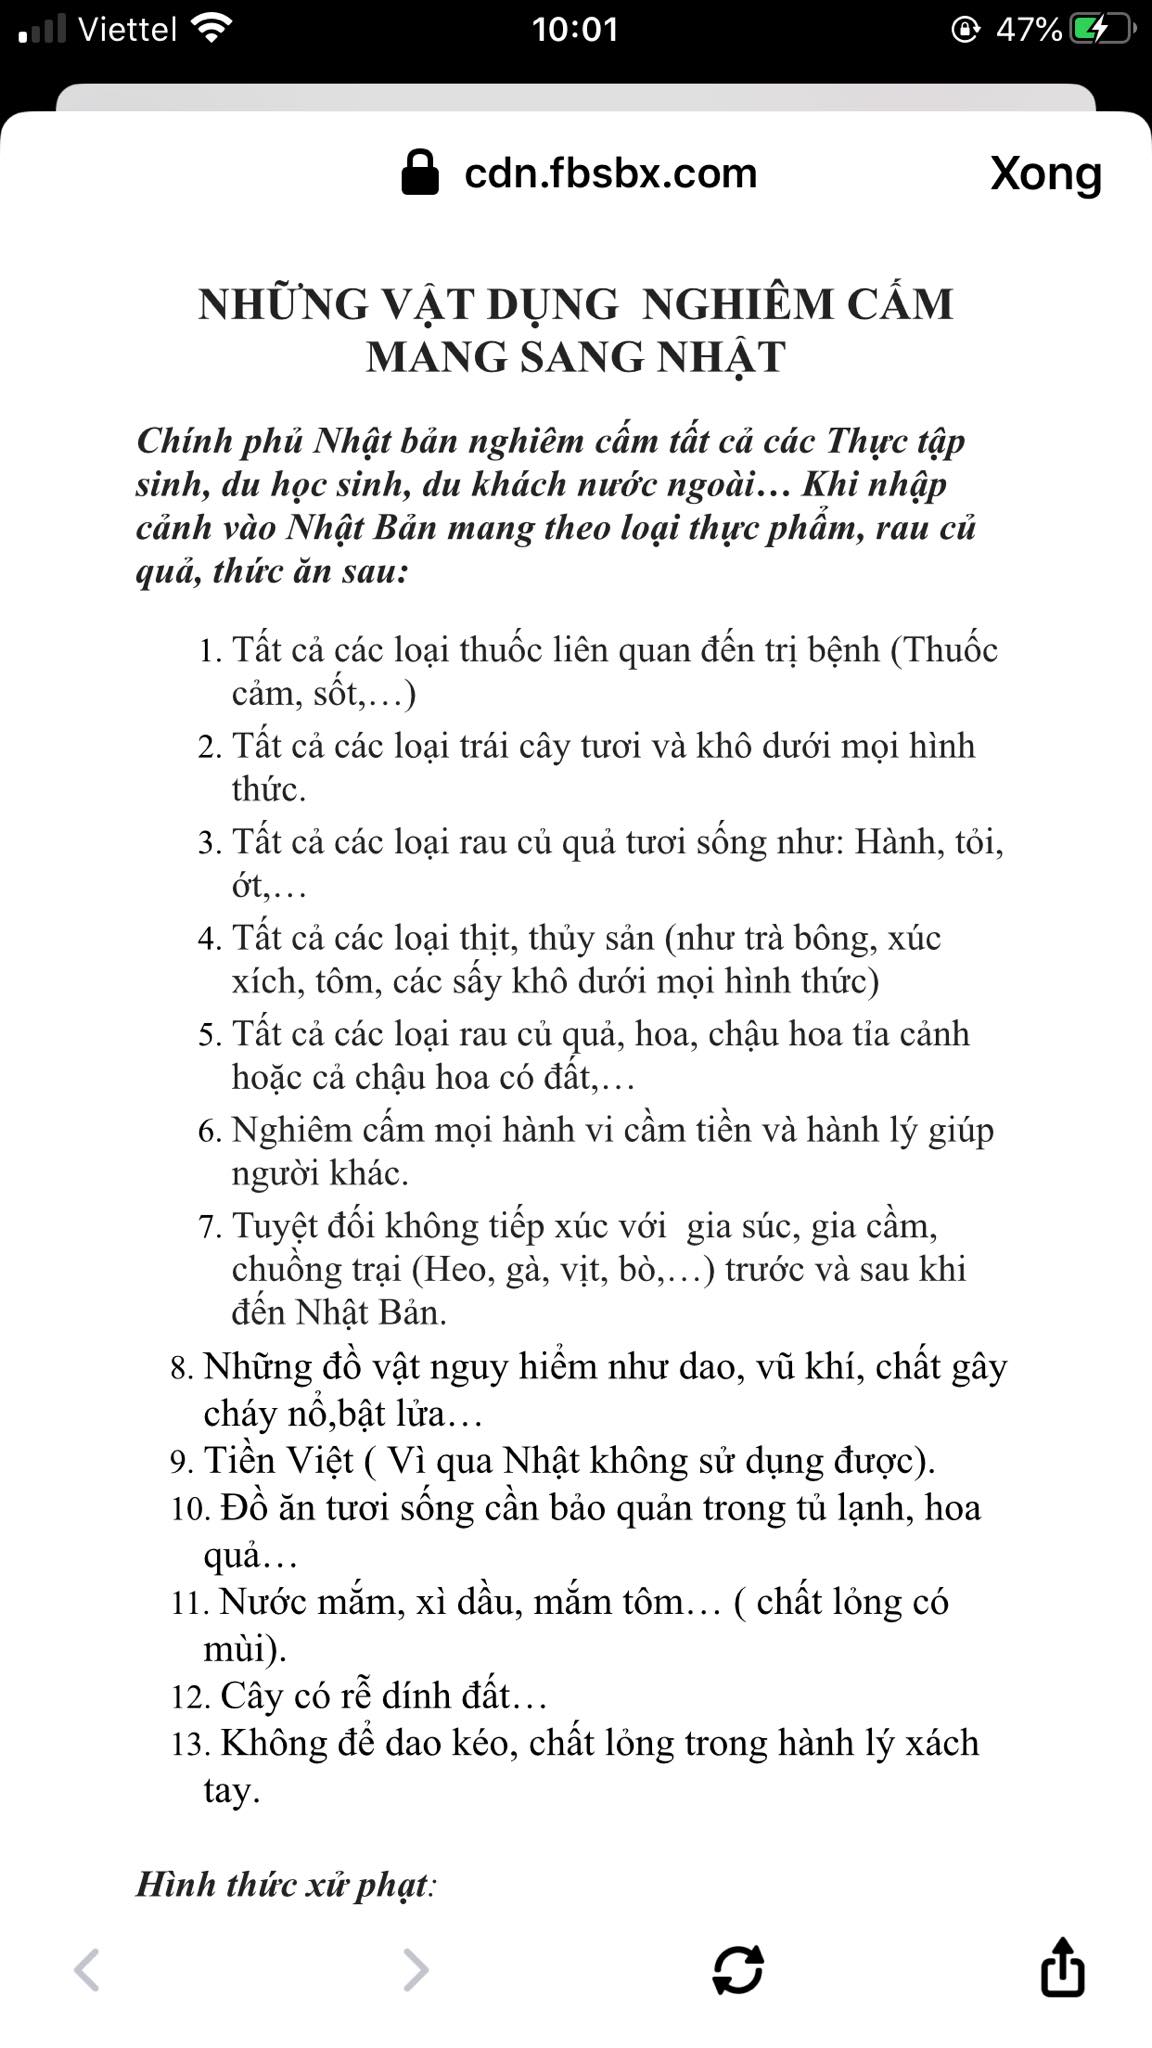 Viettel 10:01 47%
cdn.fbsbx.com Xong
NHỮNG VẬT DỤNG NGHIÊM CẤM
MANG SANG NHẬT
Chính phủ Nhật bản nghiêm cấm tất cả các Thực tập
sinh, du học sinh, du khách nước ngoài… Khi nhập
cảnh vào Nhật Bản mang theo loại thực phẩm, rau củ
quả, thức ăn sau:
1. Tất cả các loại thuốc liên quan đến trị bệnh (Thuốc
cảm, sốt,…)
2. Tất cả các loại trái cây tươi và khô dưới mọi hình
thức.
3. Tất cả các loại rau củ quả tươi sống như: Hành, tỏi,
ớt,…
4. Tất cả các loại thịt, thủy sản (như trà bông, xúc
xích, tôm, các sấy khô dưới mọi hình thức)
5. Tất cả các loại rau củ quả, hoa, chậu hoa tỉa cảnh
hoặc cả chậu hoa có đất,…
6. Nghiêm cấm mọi hành vi cầm tiền và hành lý giúp
người khác.
7. Tuyệt đối không tiếp xúc với gia súc, gia cầm,
chuồng trại (Heo, gà, vịt, bò,…) trước và sau khi
đến Nhật Bản.
8. Những đồ vật nguy hiểm như dao, vũ khí, chất gây
cháy nổ,bật lửa…
9. Tiền Việt ( Vì qua Nhật không sử dụng được).
10. Đồ ăn tươi sống cần bảo quản trong tủ lạnh, hoa
quả…
11. Nước mắm, xì dầu, mắm tôm… ( chất lỏng có
mùi).
12. Cây có rễ dính đất…
13. Không để dao kéo, chất lỏng trong hành lý xách
tay.
Hình thức xử phạt: